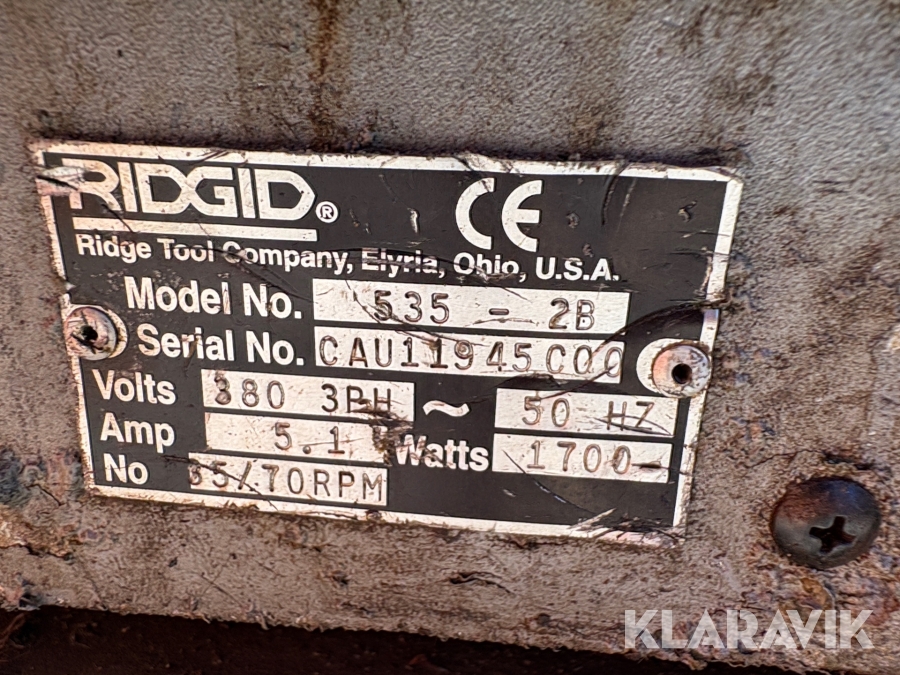 RIDGID®
CE
Ridge Tool Company, Elyria, Ohio, U.S.A.
Model No. 535 - 2B
Serial No. CAU11945C00
Volts 380 3PH ~ 50 HZ
Amp 5.1 Watts 1700
No 35/70RPM
KLARAVIK